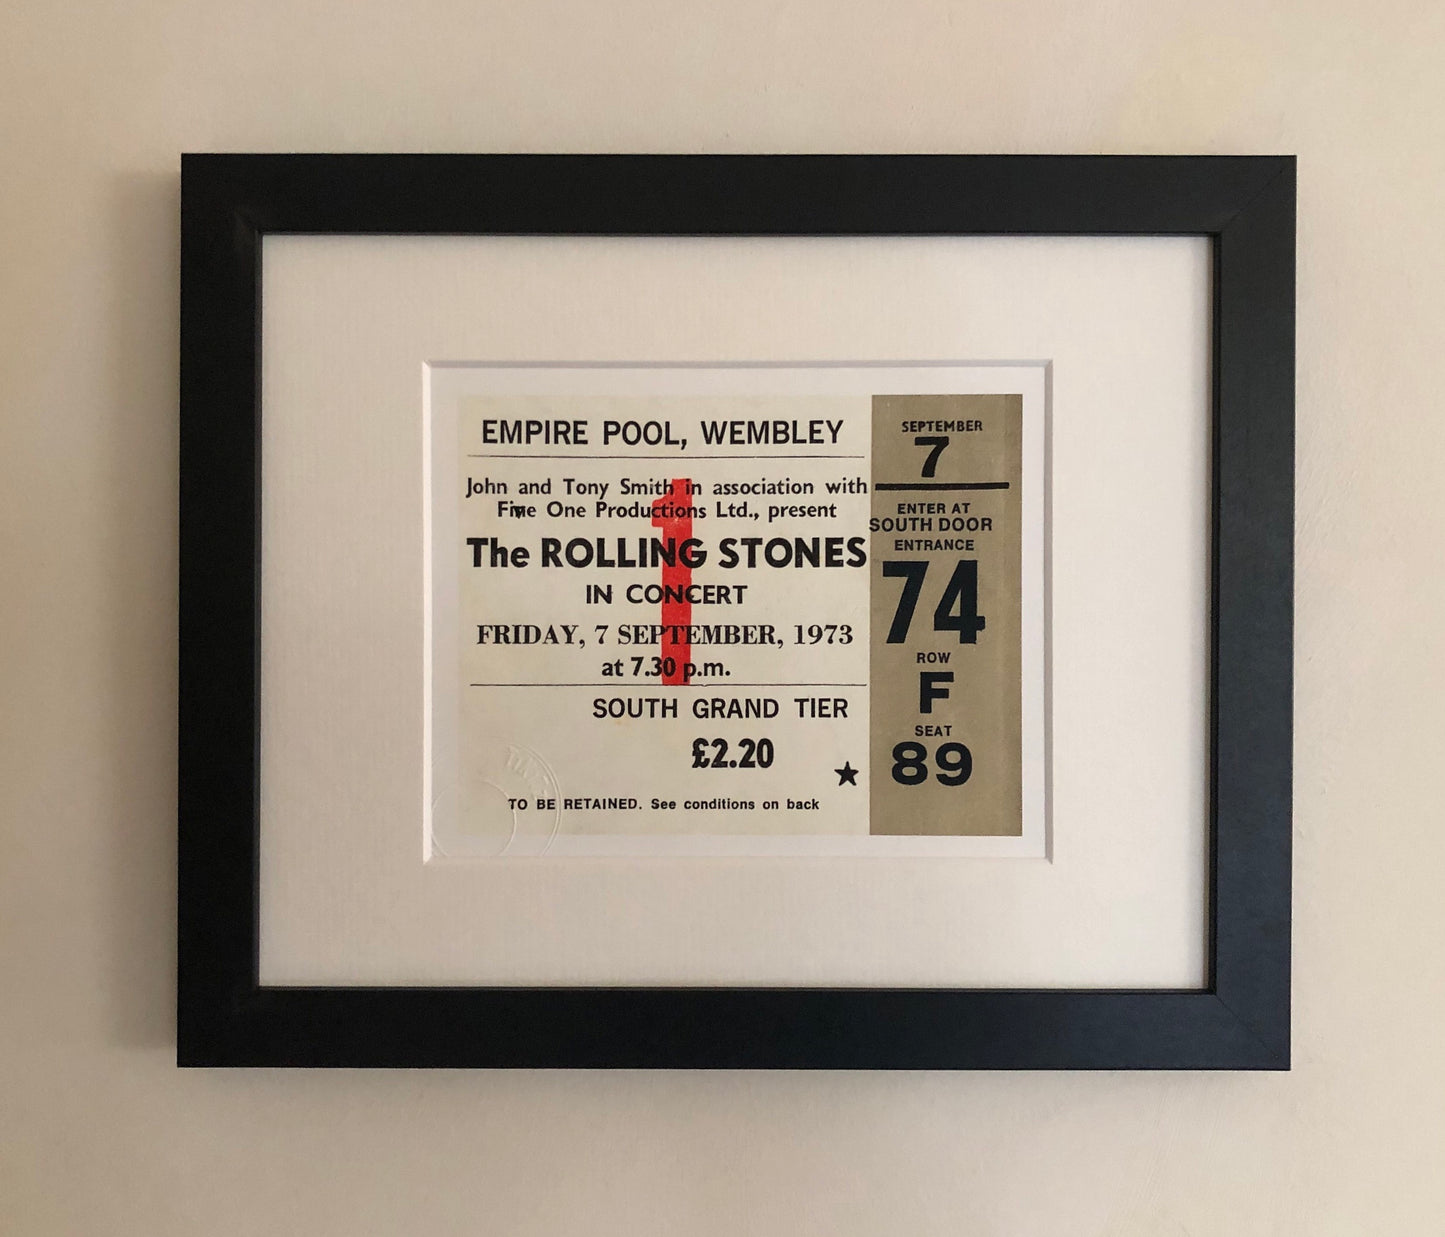 EMPIRE POOL, WEMBLEY
John and Tony Smith in association with
Five One Productions Ltd., present
1
The ROLLING STONES
IN CONCERT
FRIDAY, 7 SEPTEMBER, 1973
at 7.30 p.m.
SOUTH GRAND TIER
£2.20
TO BE RETAINED. See conditions on back
SEPTEMBER
7
ENTER AT
SOUTH DOOR
ENTRANCE
74
ROW
F
SEAT
89